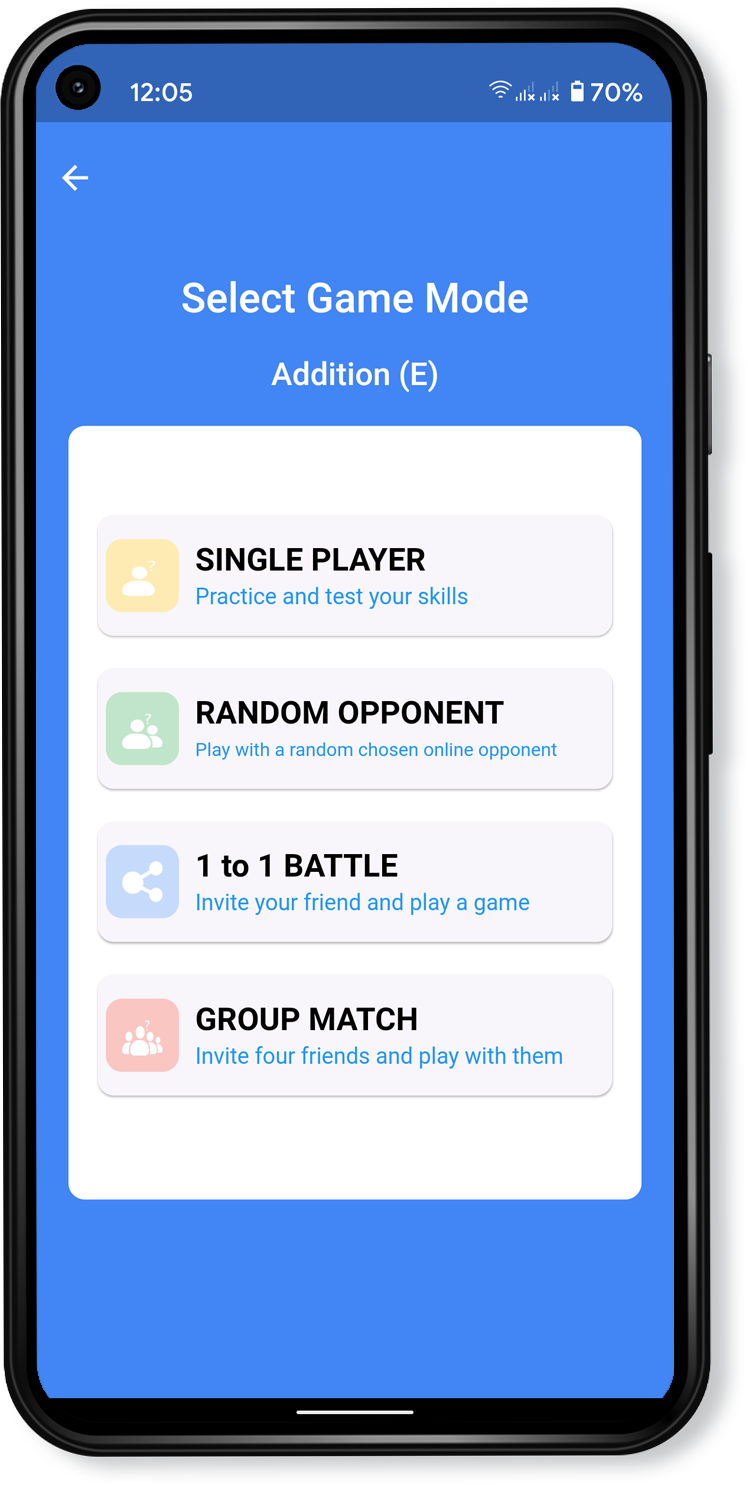 12:05 70%
Select Game Mode
Addition (E)
?
SINGLE PLAYER
Practice and test your skills
?
RANDOM OPPONENT
Play with a random chosen online opponent
1 to 1 BATTLE
Invite your friend and play a game
?
GROUP MATCH
Invite four friends and play with them